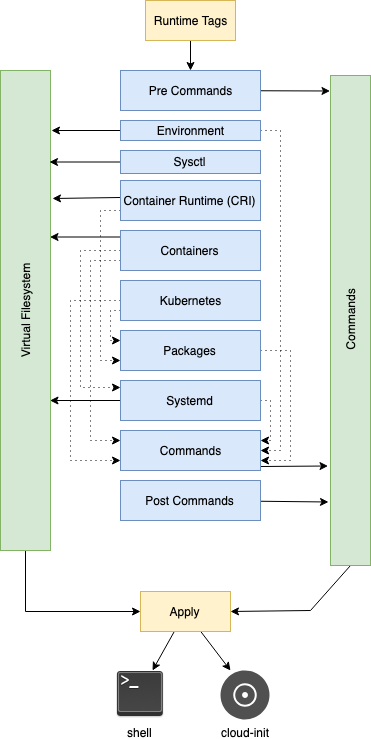 Runtime Tags
Pre Commands
Environment
Sysctl
Container Runtime (CRI)
Containers
Kubernetes
Packages
Systemd
Commands
Post Commands
Virtual Filesystem
Commands
Apply
>_
shell
cloud-init